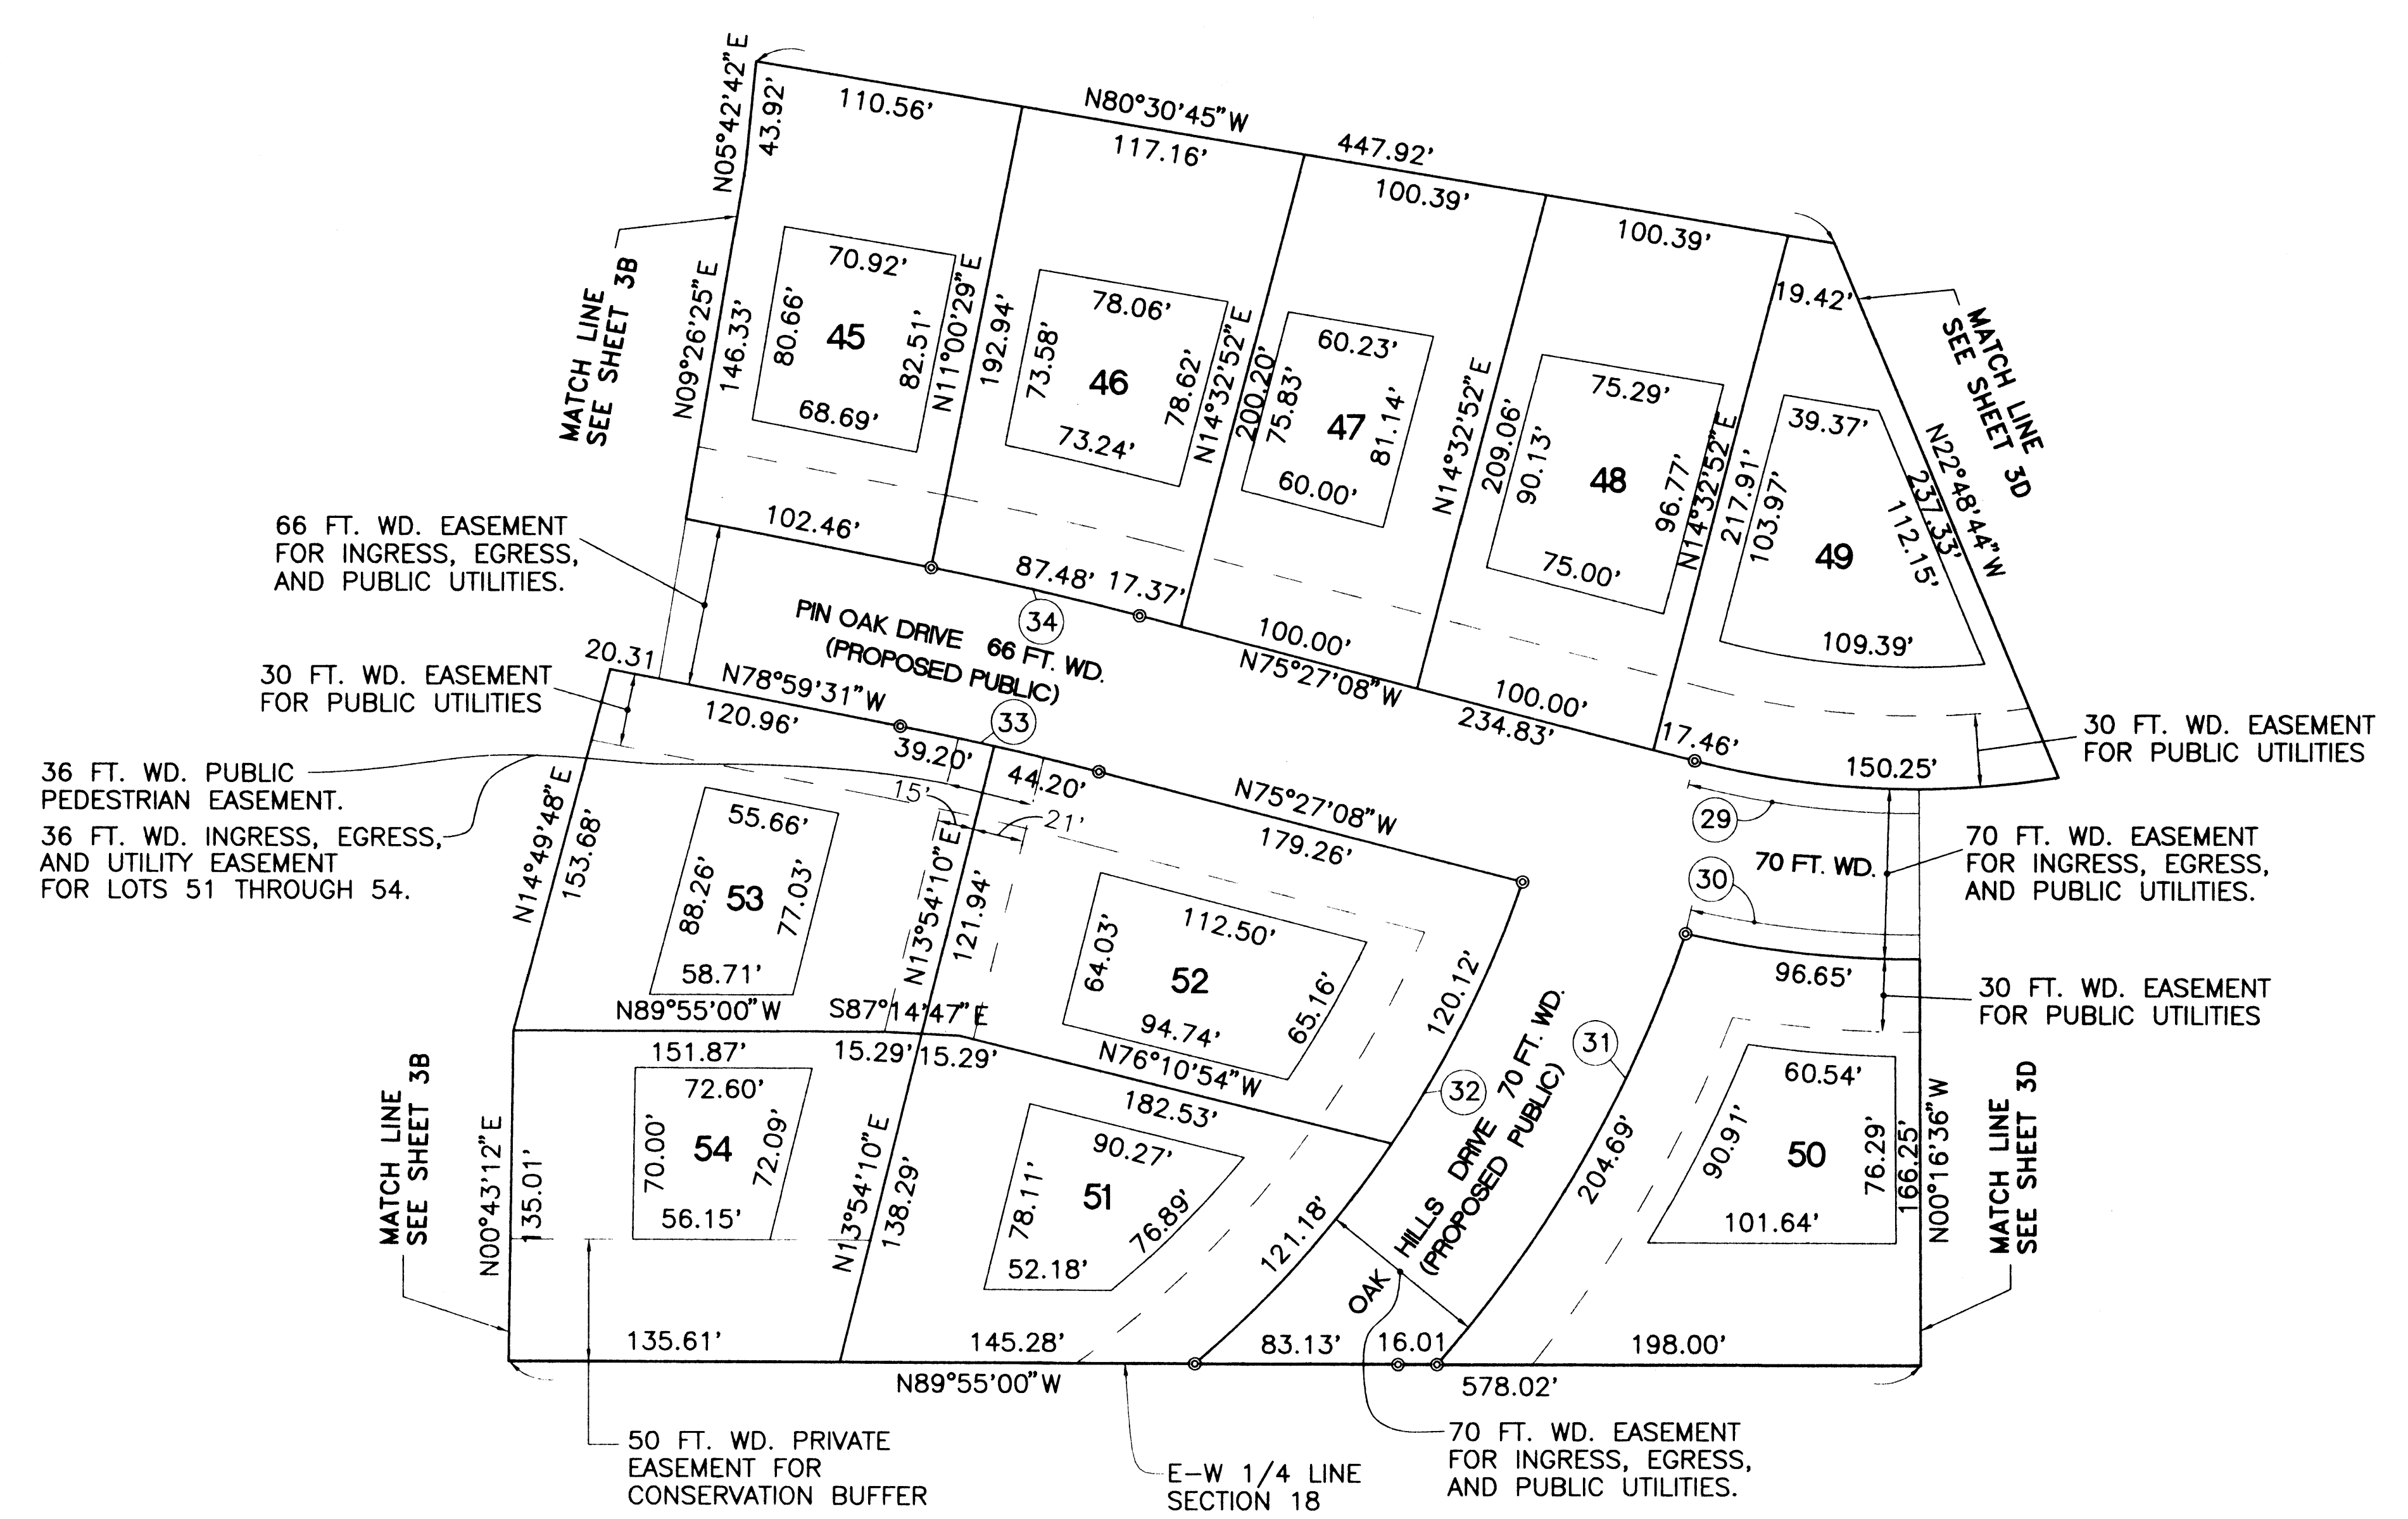 N05°42'42"E
43.92'
110.56'
N80°30'45"W
447.92'
117.16'
100.39'
100.39'
19.42'
MATCH LINE
SEE SHEET 3B
N09°26'25"E
146.33'
70.92'
80.66'
45
82.51'
68.69'
N11°00'29"E
192.94'
78.06'
73.58'
46
78.62'
73.24'
N14°32'52"E
200.20'
60.23'
75.83'
47
81.14'
60.00'
N14°32'52"E
209.06'
75.29'
90.13'
48
96.77'
75.00'
N14°32'52"E
217.91'
39.37'
103.97'
49
112.15'
109.39'
237.33'
N22°48'44"W
MATCH LINE
SEE SHEET 3D
102.46'
87.48'
17.37'
34
100.00'
N75°27'08"W
100.00'
234.83'
17.46'
150.25'
66 FT. WD. EASEMENT
FOR INGRESS, EGRESS,
AND PUBLIC UTILITIES.
PIN OAK DRIVE 66 FT. WD.
(PROPOSED PUBLIC)
20.31
N78°59'31"W
120.96'
33
39.20'
44.20'
N75°27'08"W
179.26'
30 FT. WD. EASEMENT
FOR PUBLIC UTILITIES
36 FT. WD. PUBLIC
PEDESTRIAN EASEMENT.
36 FT. WD. INGRESS, EGRESS,
AND UTILITY EASEMENT
FOR LOTS 51 THROUGH 54.
30 FT. WD. EASEMENT
FOR PUBLIC UTILITIES
29
30
70 FT. WD.
70 FT. WD. EASEMENT
FOR INGRESS, EGRESS,
AND PUBLIC UTILITIES.
15'
21'
N14°49'48"E
153.68'
55.66'
88.26'
53
77.03'
58.71'
N13°54'10"E
121.94'
112.50'
64.03'
52
65.16'
94.74'
120.12'
96.65'
30 FT. WD. EASEMENT
FOR PUBLIC UTILITIES
N89°55'00"W
S87°14'47"E
151.87'
15.29'
15.29'
N76°10'54"W
182.53'
32
31
OAK HILLS DRIVE 70 FT. WD.
(PROPOSED PUBLIC)
204.69'
MATCH LINE
SEE SHEET 3B
N00°43'12"E
135.01'
72.60'
70.00'
54
72.09'
56.15'
N13°54'10"E
138.29'
90.27'
78.11'
51
76.89'
52.18'
121.18'
60.54'
90.91'
50
76.29'
101.64'
166.25'
N00°16'36"W
MATCH LINE
SEE SHEET 3D
135.61'
145.28'
83.13'
16.01
198.00'
N89°55'00"W
578.02'
50 FT. WD. PRIVATE
EASEMENT FOR
CONSERVATION BUFFER
E-W 1/4 LINE
SECTION 18
70 FT. WD. EASEMENT
FOR INGRESS, EGRESS,
AND PUBLIC UTILITIES.